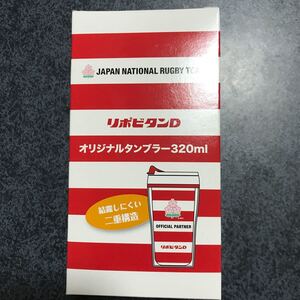 JAPAN NATIONAL RUGBY TE
リポビタンD
オリジナルタンブラー320ml
結露しにくい
二重構造
OFFICIAL PARTNER
リポビタンD